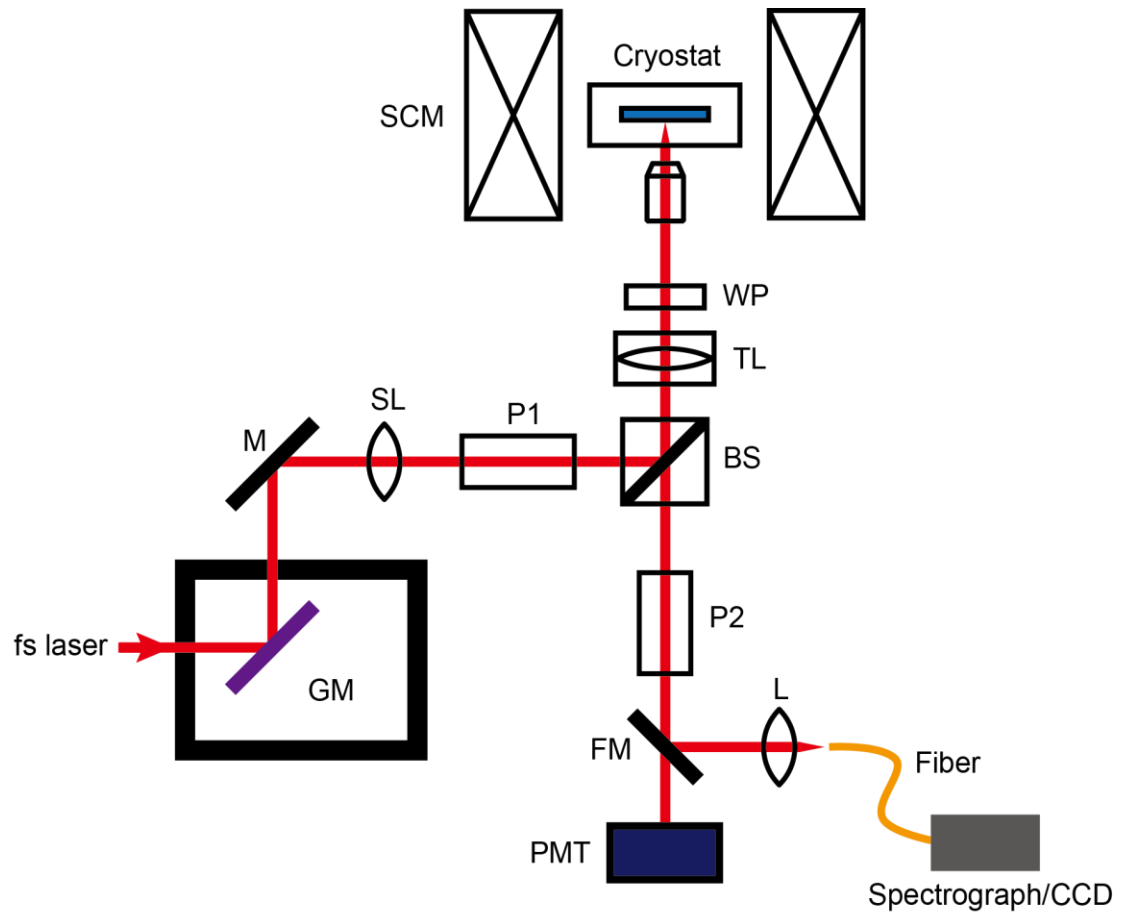 Cryostat
SCM
WP
TL
SL
P1
M
BS
P2
fs laser
GM
L
FM
Fiber
PMT
Spectrograph/CCD